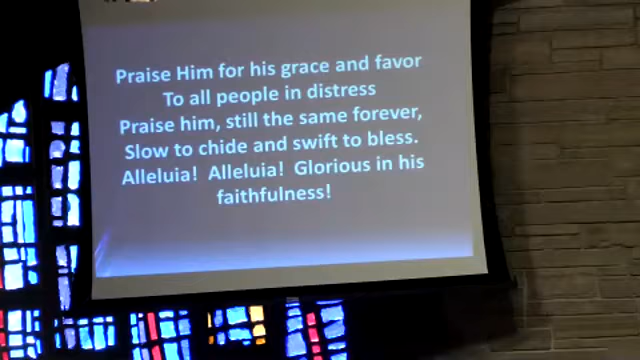 Praise Him for his grace and favor
To all people in distress
Praise him, still the same forever,
Slow to chide and swift to bless.
Alleluia!  Alleluia!  Glorious in his
faithfulness!